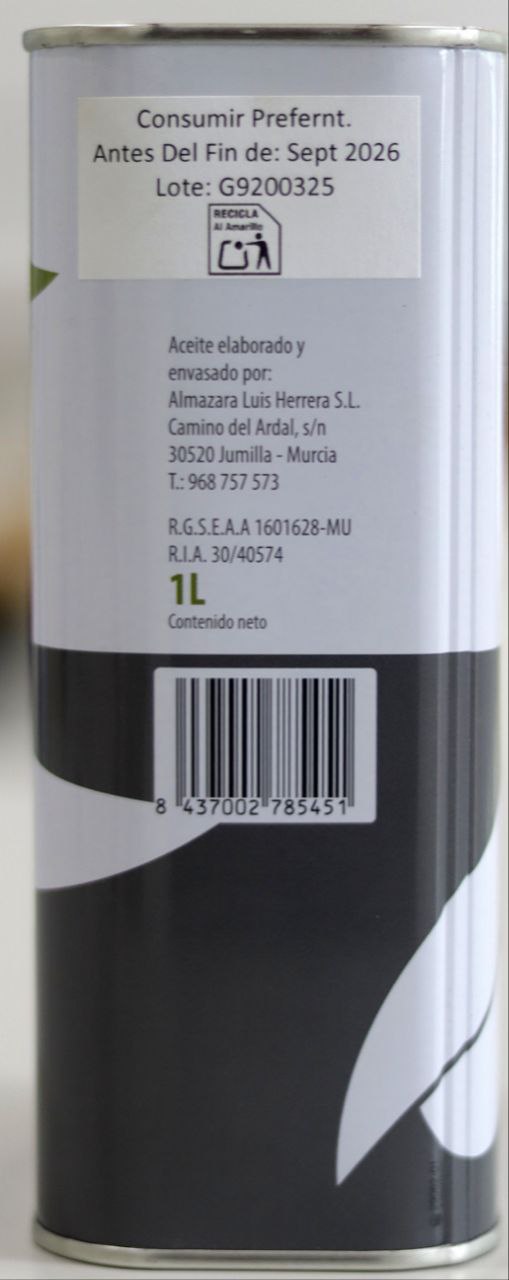 Consumir Prefernt.
Antes Del Fin de: Sept 2026
Lote: G9200325
RECICLA
Al Amarillo
Aceite elaborado y
envasado por:
Almazara Luis Herrera S.L.
Camino del Ardal, s/n
30520 Jumilla - Murcia
T.: 968 757 573
R.G.S.E.A.A 1601628-MU
R.I.A. 30/40574
1L
Contenido neto
8 437002 785451